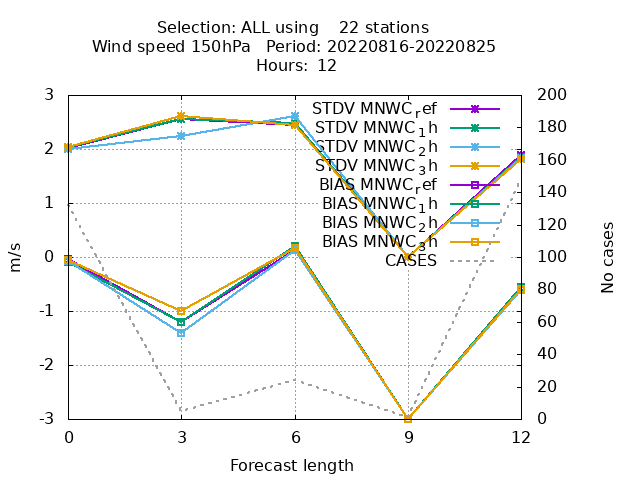 Selection: ALL using    22 stations
Wind speed 150hPa   Period: 20220816-20220825
Hours: 12
STDV MNWC_ref
STDV MNWC_1h
STDV MNWC_2h
STDV MNWC_3h
BIAS MNWC_ref
BIAS MNWC_1h
BIAS MNWC_2h
BIAS MNWC_3h
CASES
3
2
1
0
-1
-2
-3
m/s
200
180
160
140
120
100
80
60
40
20
0
No cases
0 3 6 9 12
Forecast length